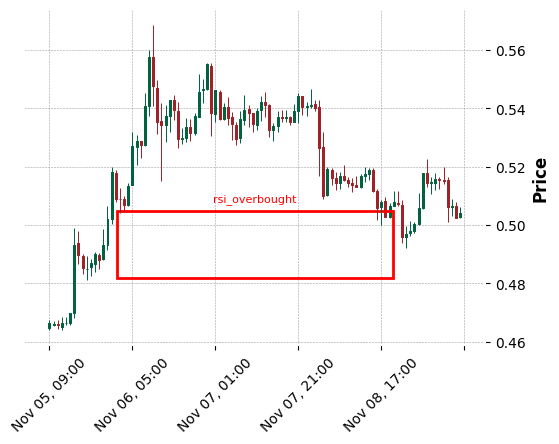 0.56
0.54
0.52
0.50
0.48
0.46
Price
rsi_overbought
Nov 05, 09:00
Nov 06, 05:00
Nov 07, 01:00
Nov 07, 21:00
Nov 08, 17:00